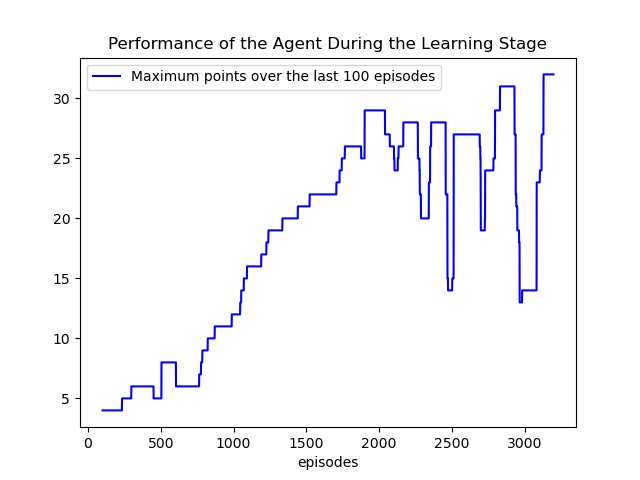 Performance of the Agent During the Learning Stage
Maximum points over the last 100 episodes
30
25
20
15
10
5
0 500 1000 1500 2000 2500 3000
episodes